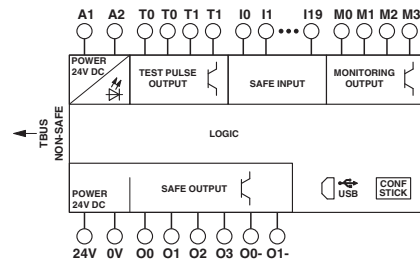 A1 A2 T0 T0 T1 T1 I0 I1 ••• I19 M0 M1 M2 M3
POWER
24V DC
TEST PULSE
OUTPUT
SAFE INPUT
MONITORING
OUTPUT
TBUS
NON-SAFE
LOGIC
POWER
24V DC
SAFE OUTPUT
USB
CONF
STICK
24V 0V O0 O1 O2 O3 O0- O1-